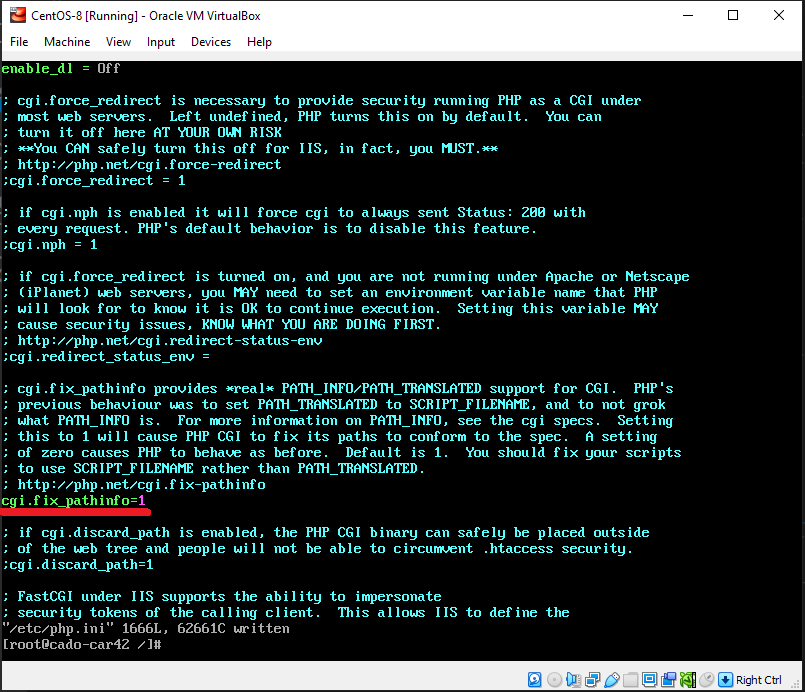 CentOS-8 [Running] - Oracle VM VirtualBox
File Machine View Input Devices Help
enable_dl = Off
; cgi.force_redirect is necessary to provide security running PHP as a CGI under
; most web servers.  Left undefined, PHP turns this on by default.  You can
; turn it off here AT YOUR OWN RISK
; **You CAN safely turn this off for IIS, in fact, you MUST.**
; http://php.net/cgi.force-redirect
;cgi.force_redirect = 1
; if cgi.nph is enabled it will force cgi to always sent Status: 200 with
; every request. PHP's default behavior is to disable this feature.
;cgi.nph = 1
; if cgi.force_redirect is turned on, and you are not running under Apache or Netscape
; (iPlanet) web servers, you MAY need to set an environment variable name that PHP
; will look for to know it is OK to continue execution.  Setting this variable MAY
; cause security issues, KNOW WHAT YOU ARE DOING FIRST.
; http://php.net/cgi.redirect-status-env
;cgi.redirect_status_env =
; cgi.fix_pathinfo provides *real* PATH_INFO/PATH_TRANSLATED support for CGI.  PHP's
; previous behaviour was to set PATH_TRANSLATED to SCRIPT_FILENAME, and to not grok
; what PATH_INFO is.  For more information on PATH_INFO, see the cgi specs.  Setting
; this to 1 will cause PHP CGI to fix its paths to conform to the spec.  A setting
; of zero causes PHP to behave as before.  Default is 1.  You should fix your scripts
; to use SCRIPT_FILENAME rather than PATH_TRANSLATED.
; http://php.net/cgi.fix-pathinfo
cgi.fix_pathinfo=1
; if cgi.discard_path is enabled, the PHP CGI binary can safely be placed outside
; of the web tree and people will not be able to circumvent .htaccess security.
;cgi.discard_path=1
; FastCGI under IIS supports the ability to impersonate
; security tokens of the calling client.  This allows IIS to define the
"/etc/php.ini" 1666L, 62661C written
[root@cado-car42 /]#
Right Ctrl